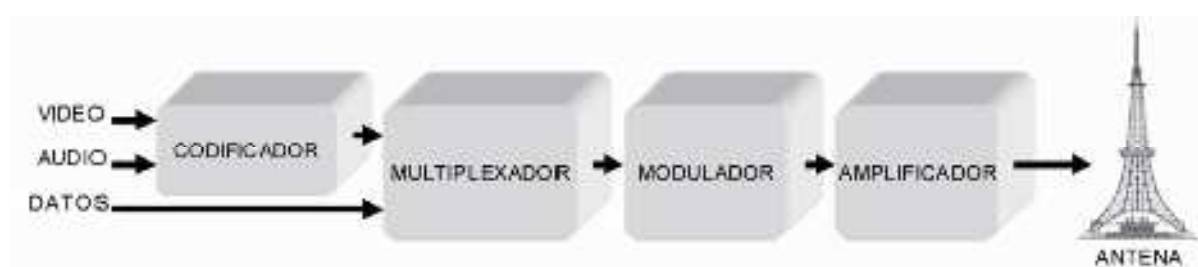 VIDEO
AUDIO
DATOS
CODIFICADOR
MULTIPLEXADOR
MODULADOR
AMPLIFICADOR
ANTENA